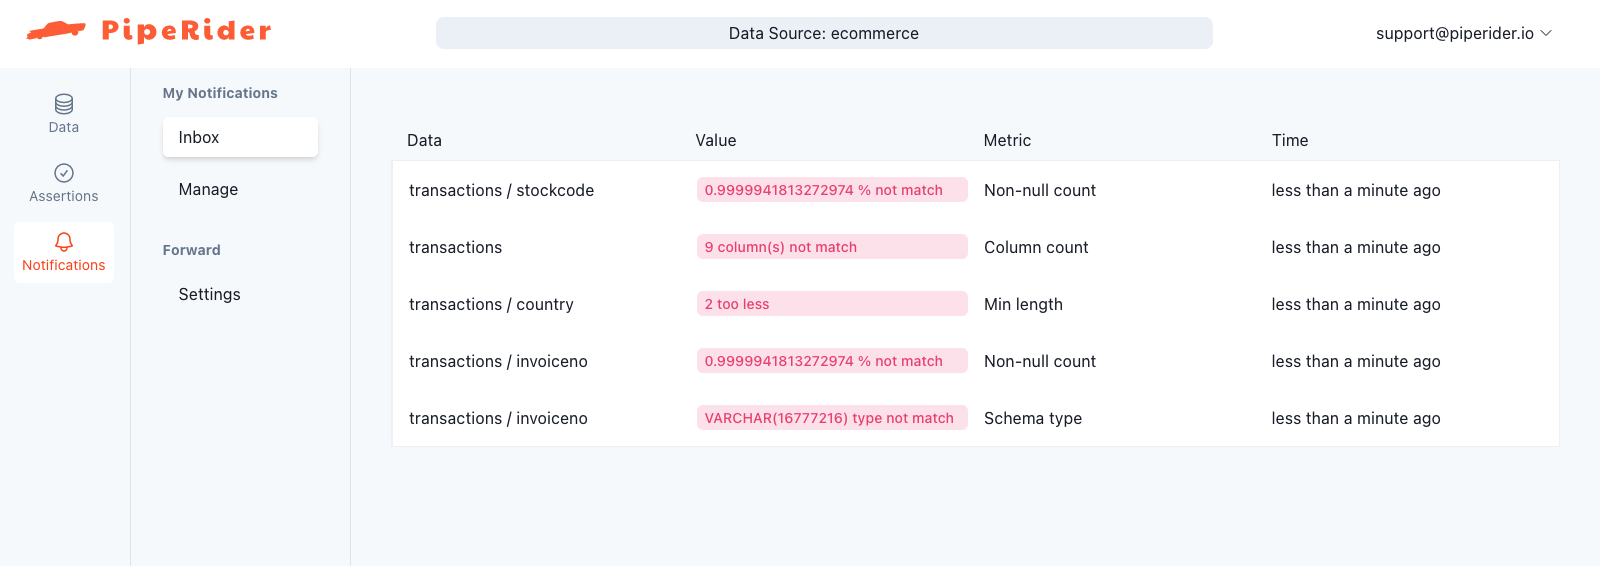 PipeRider
Data Source: ecommerce
support@piperider.io
Data
Assertions
Notifications
My Notifications
Inbox
Manage
Forward
Settings
Data Value Metric Time
transactions / stockcode 0.9999941813272974 % not match Non-null count less than a minute ago
transactions 9 column(s) not match Column count less than a minute ago
transactions / country 2 too less Min length less than a minute ago
transactions / invoiceno 0.9999941813272974 % not match Non-null count less than a minute ago
transactions / invoiceno VARCHAR(16777216) type not match Schema type less than a minute ago